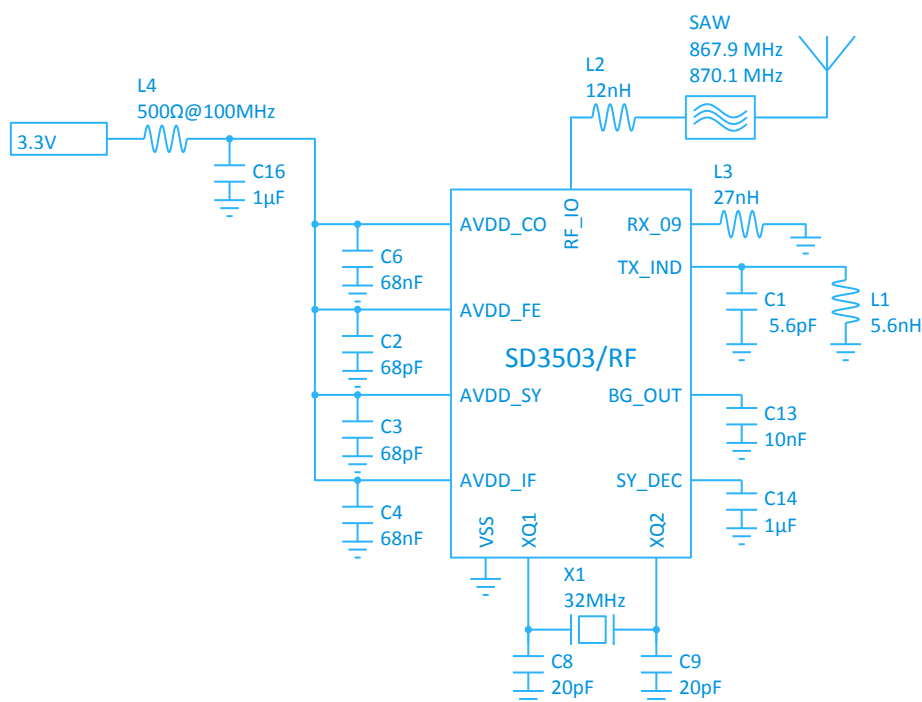 SAW
867.9 MHz
870.1 MHz
L2
12nH
L4
500Ω@100MHz
3.3V
C16
1µF
L3
27nH
RF_IO
AVDD_CO
RX_09
C6
68nF
TX_IND
C1
5.6pF
L1
5.6nH
AVDD_FE
C2
68pF
SD3503/RF
AVDD_SY
BG_OUT
C3
68pF
C13
10nF
AVDD_IF
SY_DEC
C4
68nF
C14
1µF
VSS
XQ1
XQ2
X1
32MHz
C8
20pF
C9
20pF